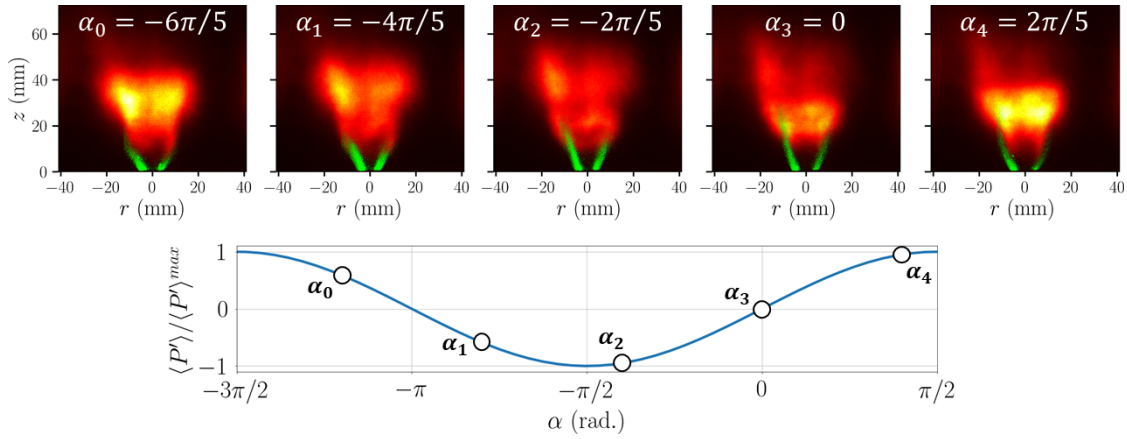 α₀ = −6π/5 α₁ = −4π/5 α₂ = −2π/5 α₃ = 0 α₄ = 2π/5
60
40
20
0
z (mm)
−40 −20 0 20 40 −40 −20 0 20 40 −40 −20 0 20 40 −40 −20 0 20 40 −40 −20 0 20 40
r (mm) r (mm) r (mm) r (mm) r (mm)
1
0
−1
⟨P′⟩/⟨P′⟩ᵐᵃˣ
α₀ α₁ α₂ α₃ α₄
−3π/2 −π −π/2 0 π/2
α (rad.)